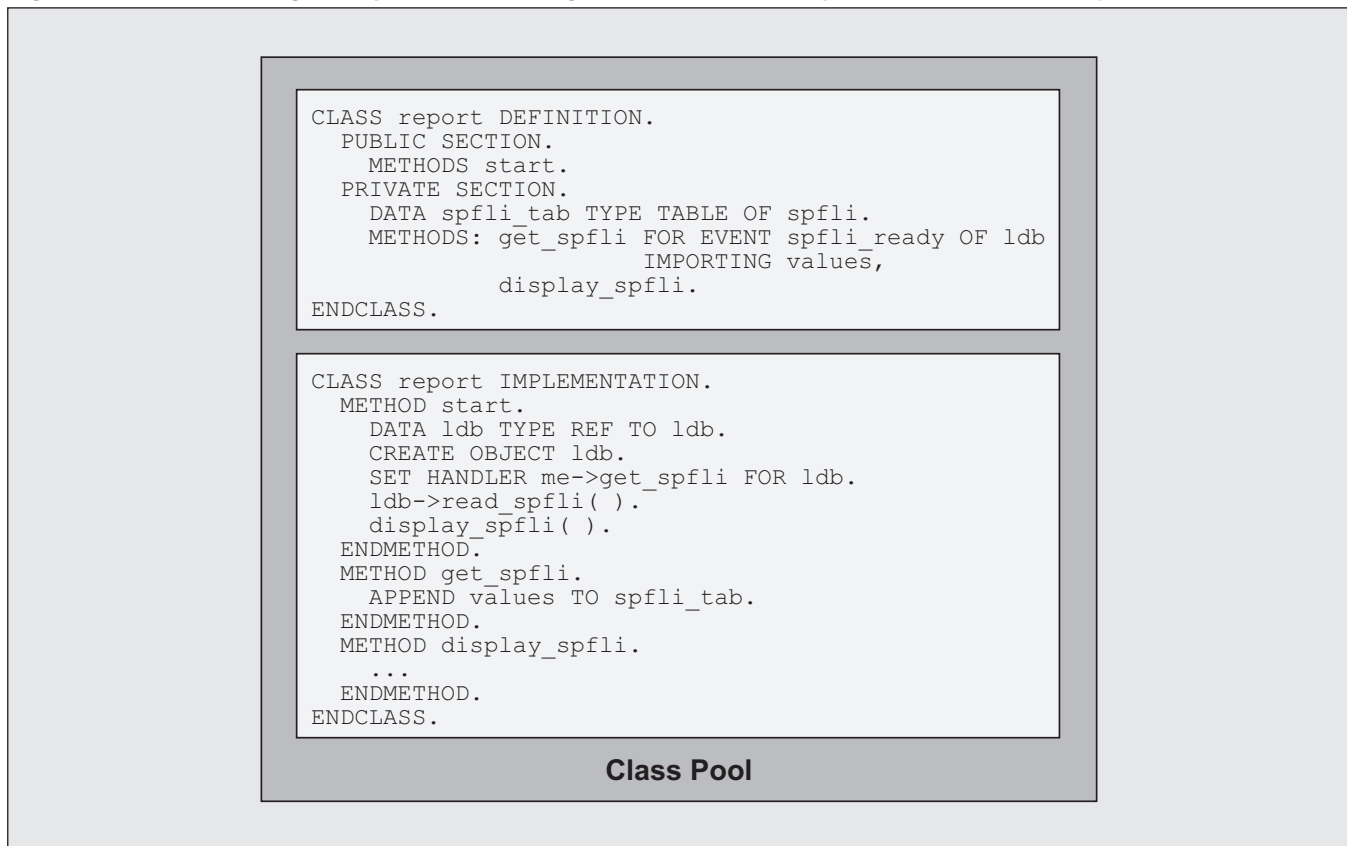 CLASS report DEFINITION.
  PUBLIC SECTION.
    METHODS start.
  PRIVATE SECTION.
    DATA spfli_tab TYPE TABLE OF spfli.
    METHODS: get_spfli FOR EVENT spfli_ready OF ldb
                       IMPORTING values,
             display_spfli.
ENDCLASS.
CLASS report IMPLEMENTATION.
  METHOD start.
    DATA ldb TYPE REF TO ldb.
    CREATE OBJECT ldb.
    SET HANDLER me->get_spfli FOR ldb.
    ldb->read_spfli( ).
    display_spfli( ).
  ENDMETHOD.
  METHOD get_spfli.
    APPEND values TO spfli_tab.
  ENDMETHOD.
  METHOD display_spfli.
    ...
  ENDMETHOD.
ENDCLASS.
Class Pool